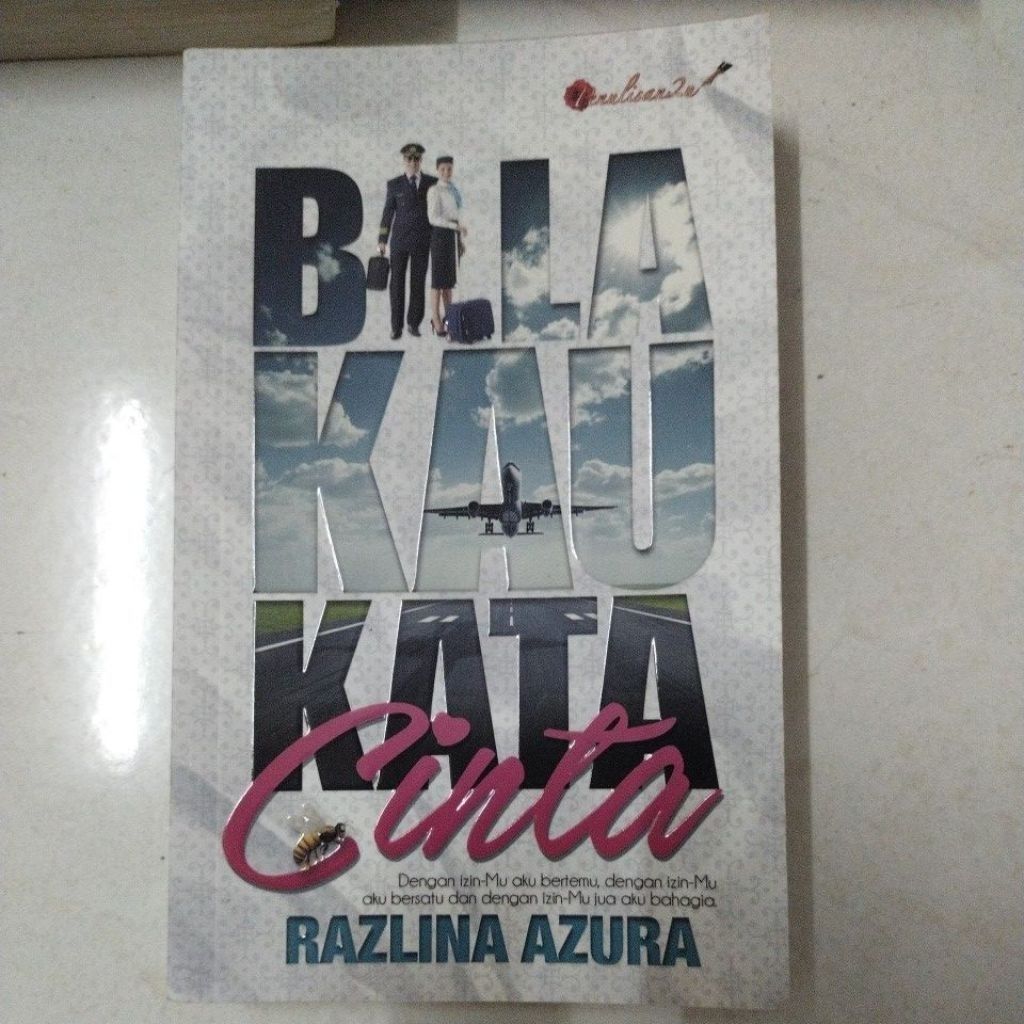 Penulisan2u
BILA
KAU
KATA
Cinta
Dengan izin-Mu aku bertemu, dengan izin-Mu
aku bersatu dan dengan izin-Mu jua aku bahagia.
RAZLINA AZURA